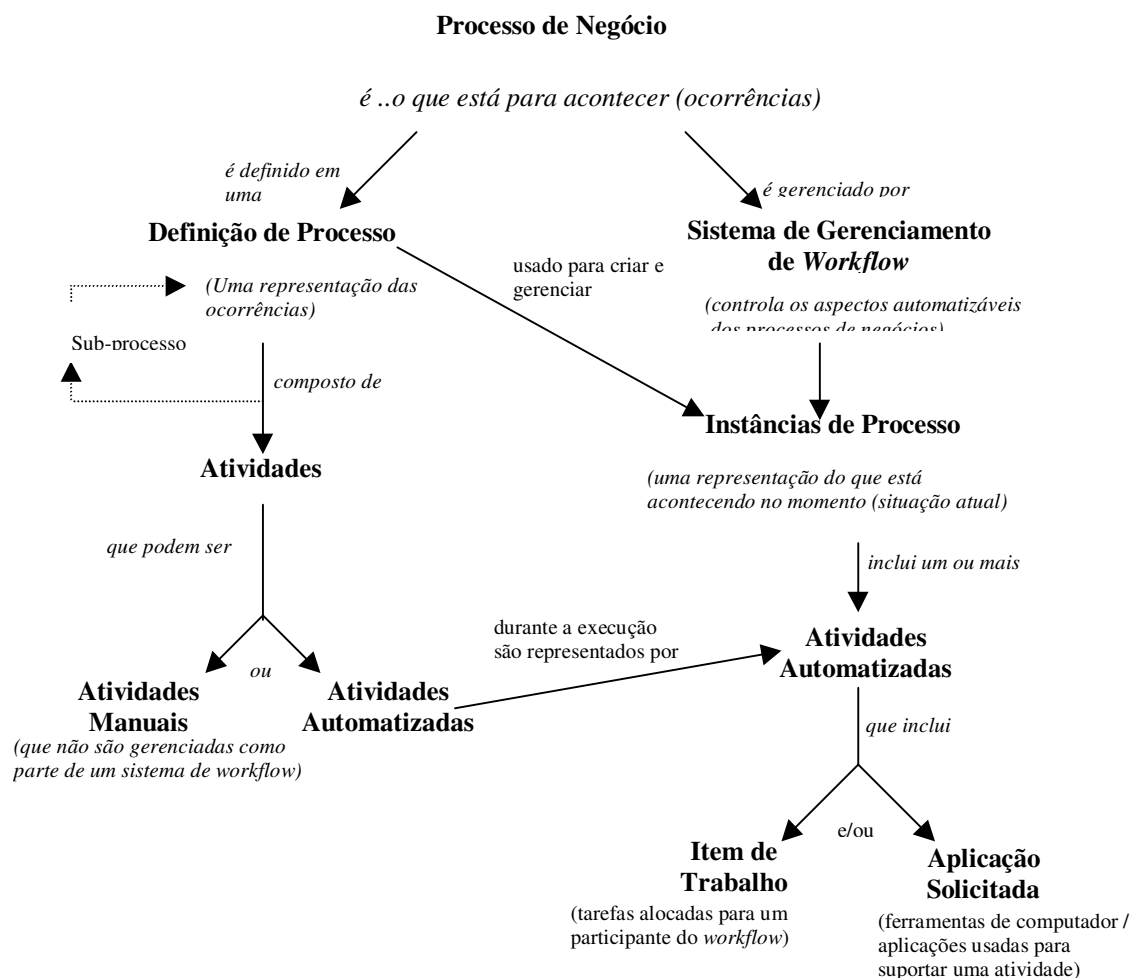 Processo de Negócio
é ..o que está para acontecer (ocorrências)
é definido em
uma
é gerenciado por
Definição de Processo
Sistema de Gerenciamento
de Workflow
usado para criar e
gerenciar
(Uma representação das
ocorrências)
(controla os aspectos automatizáveis
dos processos de negócios)
Sub-processo
composto de
Instâncias de Processo
Atividades
(uma representação do que está
acontecendo no momento (situação atual)
que podem ser
inclui um ou mais
durante a execução
são representados por
Atividades
Automatizadas
ou
Atividades
Manuais
Atividades
Automatizadas
(que não são gerenciadas como
parte de um sistema de workflow)
que inclui
e/ou
Item de
Trabalho
Aplicação
Solicitada
(tarefas alocadas para um
participante do workflow)
(ferramentas de computador /
aplicações usadas para
suportar uma atividade)